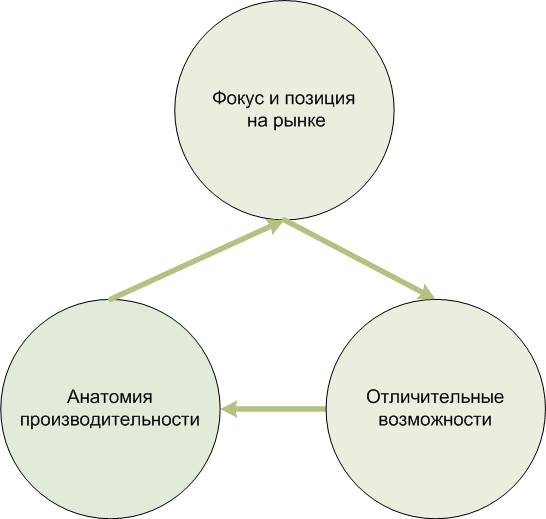 Фокус и позиция
на рынке
Анатомия
производительности
Отличительные
возможности